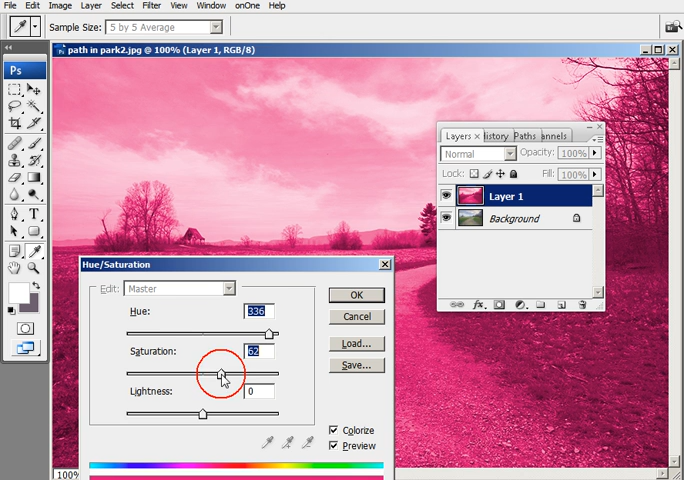 File Edit Image Layer Select Filter View Window onOne Help
Sample Size: 5 by 5 Average
Ps
path in park2.jpg @ 100% (Layer 1, RGB/8)
Layers × History Paths annels
Normal Opacity: 100%
Lock: Fill: 100%
Layer 1
Background
T
Hue/Saturation
Edit: Master
Hue: 336
Saturation: 62
Lightness: 0
OK
Cancel
Load...
Save...
Colorize
Preview
100%